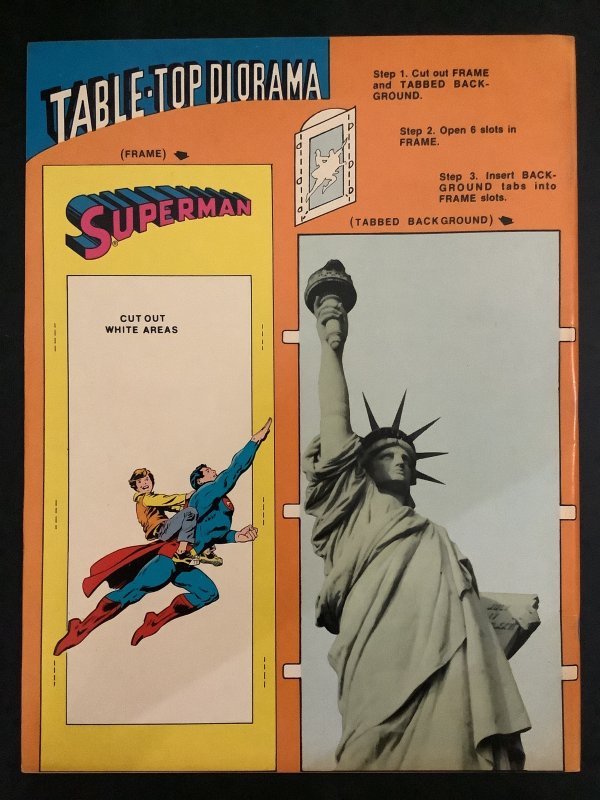 TABLE-TOP DIORAMA
Step 1. Cut out FRAME
and TABBED BACK-
GROUND.
Step 2. Open 6 slots in
FRAME.
Step 3. Insert BACK-
GROUND tabs into
FRAME slots.
(FRAME)
(TABBED BACKGROUND)
SUPERMAN
®
CUT OUT
WHITE AREAS